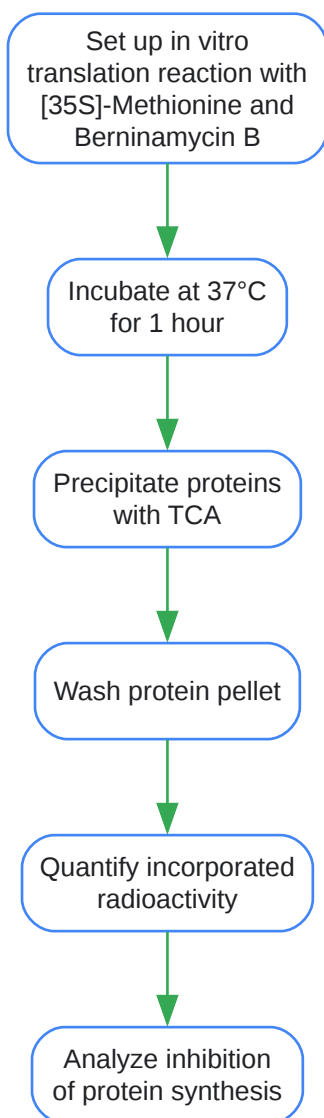 Set up in vitro
translation reaction with
[35S]-Methionine and
Berninamycin B
Incubate at 37°C
for 1 hour
Precipitate proteins
with TCA
Wash protein pellet
Quantify incorporated
radioactivity
Analyze inhibition
of protein synthesis